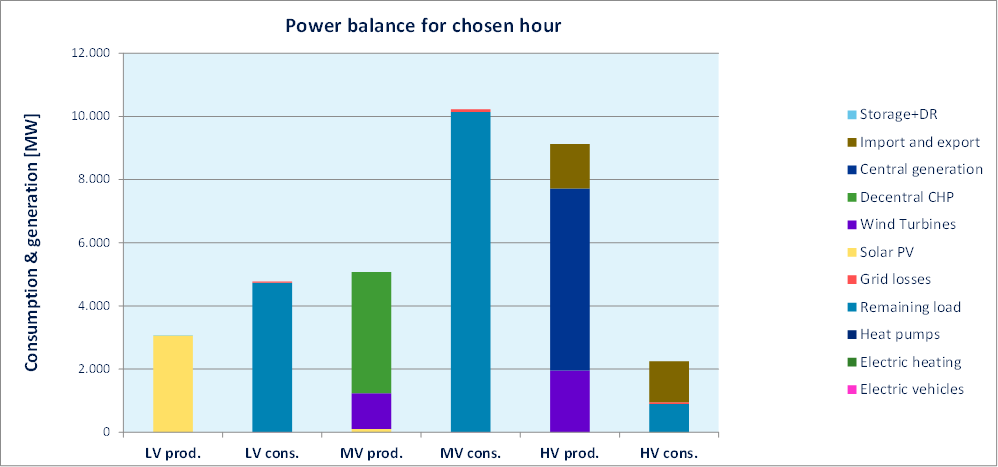 Power balance for chosen hour
Consumption & generation [MW]
12.000
10.000
8.000
6.000
4.000
2.000
0
LV prod.
LV cons.
MV prod.
MV cons.
HV prod.
HV cons.
Storage+DR
Import and export
Central generation
Decentral CHP
Wind Turbines
Solar PV
Grid losses
Remaining load
Heat pumps
Electric heating
Electric vehicles